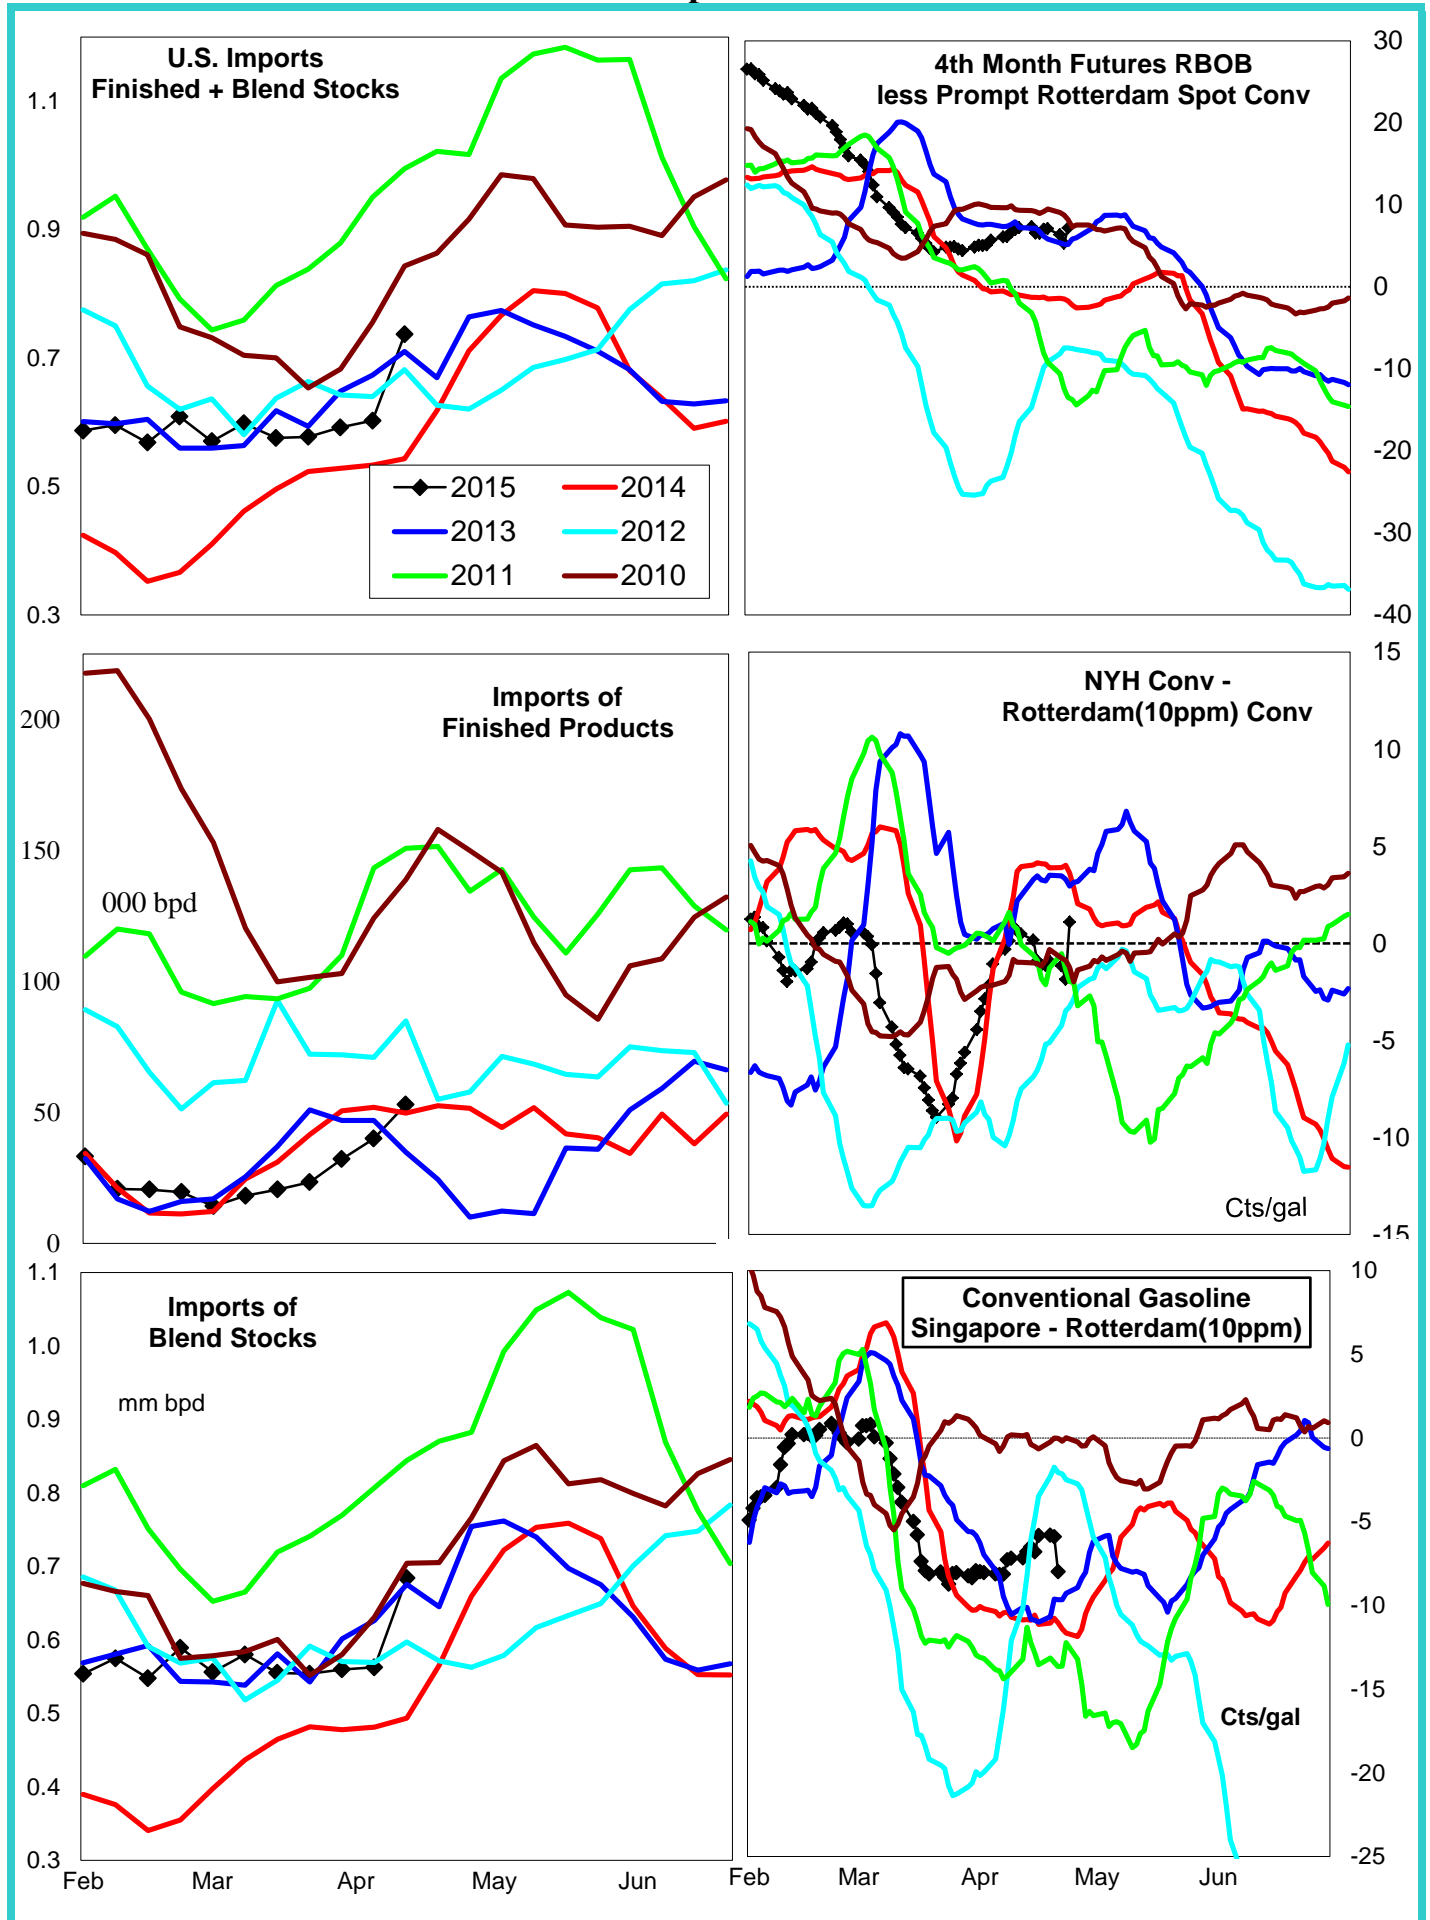 U.S. Imports
Finished + Blend Stocks
1.1
0.9
0.7
0.5
0.3
2015
2014
2013
2012
2011
2010
4th Month Futures RBOB
less Prompt Rotterdam Spot Conv
30
20
10
0
-10
-20
-30
-40
Imports of
Finished Products
000 bpd
200
150
100
50
0
NYH Conv -
Rotterdam(10ppm) Conv
15
10
5
0
-5
-10
-15
Cts/gal
Imports of
Blend Stocks
mm bpd
1.1
1.0
0.9
0.8
0.7
0.6
0.5
0.4
0.3
Feb
Mar
Apr
May
Jun
Conventional Gasoline
Singapore - Rotterdam(10ppm)
10
5
0
-5
-10
-15
-20
-25
Cts/gal
Feb
Mar
Apr
May
Jun